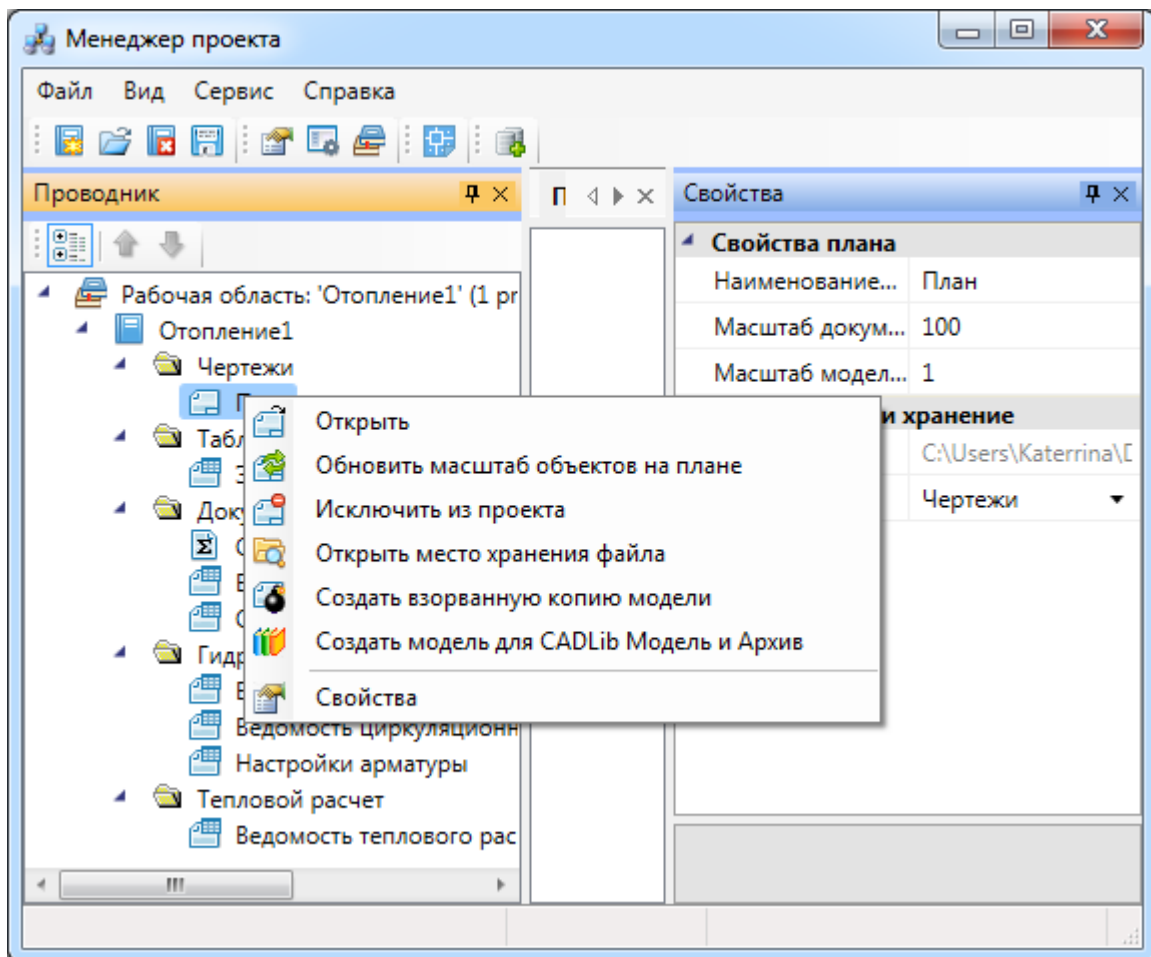 Менеджер проекта
Файл Вид Сервис Справка
Проводник
Рабочая область: 'Отопление1' (1 pr
Отопление1
Чертежи
Открыть
Обновить масштаб объектов на плане
Исключить из проекта
Открыть место хранения файла
Создать взорванную копию модели
Создать модель для CADLib Модель и Архив
Свойства
Ведомость циркуляционн
Настройки арматуры
Тепловой расчет
Ведомость теплового рас
Свойства
Свойства плана
Наименование... План
Масштаб докум... 100
Масштаб модел... 1
и хранение
C:\Users\Katerrina\
Чертежи